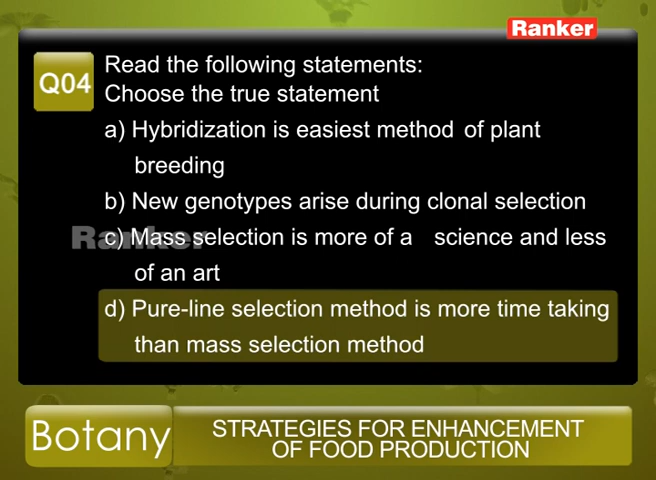 Ranker
Q04
Read the following statements:
Choose the true statement
a) Hybridization is easiest method of plant
breeding
b) New genotypes arise during clonal selection
Ranker
c) Mass selection is more of a science and less
of an art
d) Pure-line selection method is more time taking
than mass selection method
Botany
STRATEGIES FOR ENHANCEMENT
OF FOOD PRODUCTION